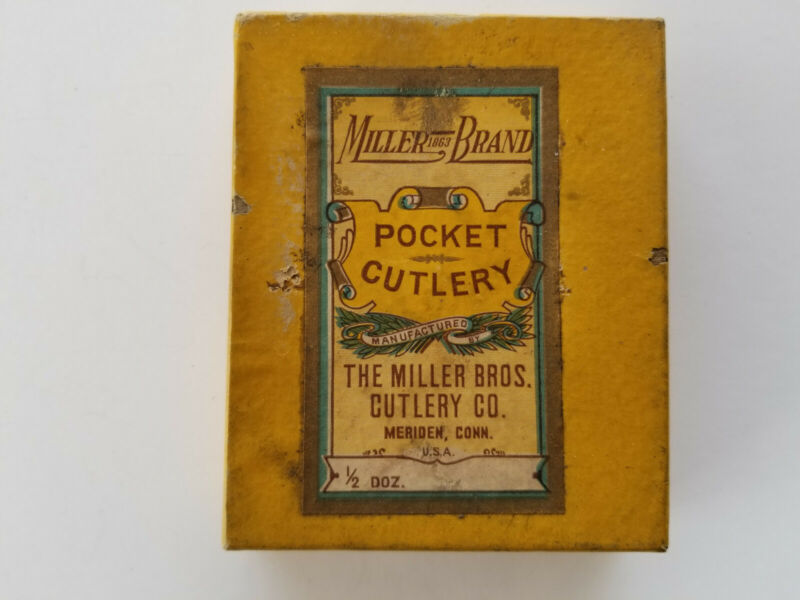 MILLER 1863 BRAND
POCKET
CUTLERY
MANUFACTURED BY
THE MILLER BROS.
CUTLERY CO.
MERIDEN, CONN.
U.S.A.
1/2 DOZ.